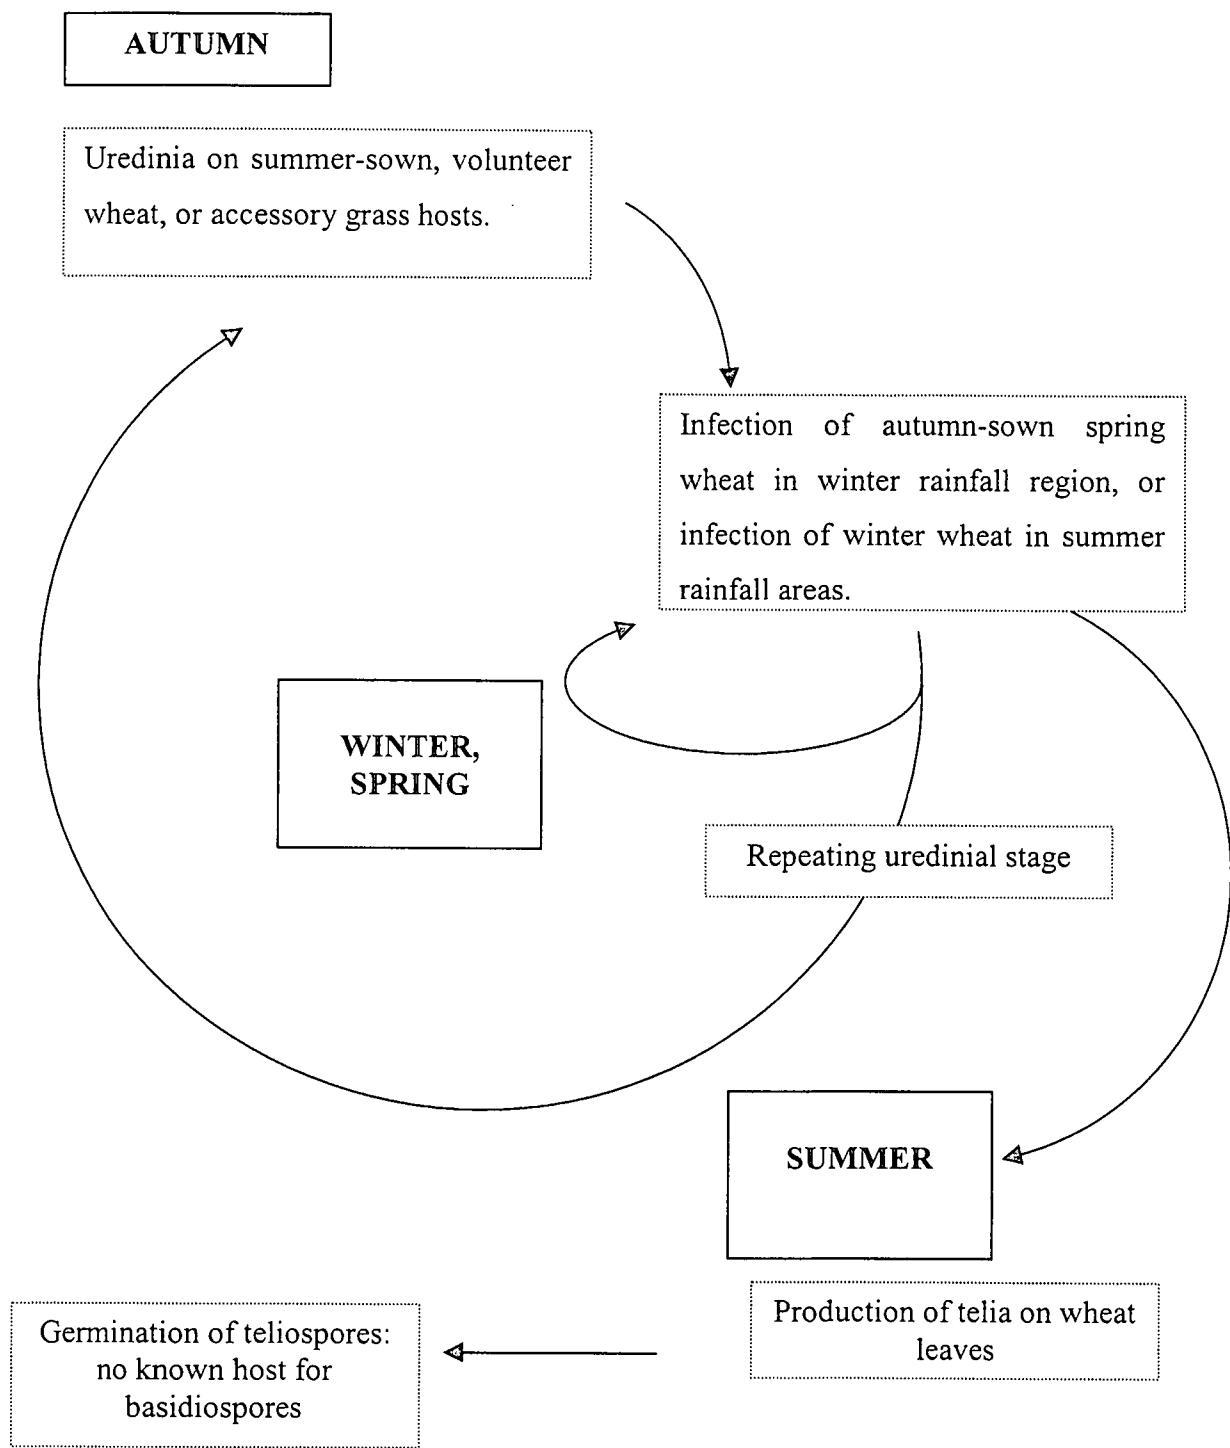 AUTUMN
Uredinia on summer-sown, volunteer
wheat, or accessory grass hosts.
Infection of autumn-sown spring
wheat in winter rainfall region, or
infection of winter wheat in summer
rainfall areas.
WINTER,
SPRING
Repeating uredinial stage
SUMMER
Production of telia on wheat
leaves
Germination of teliospores:
no known host for
basidiospores